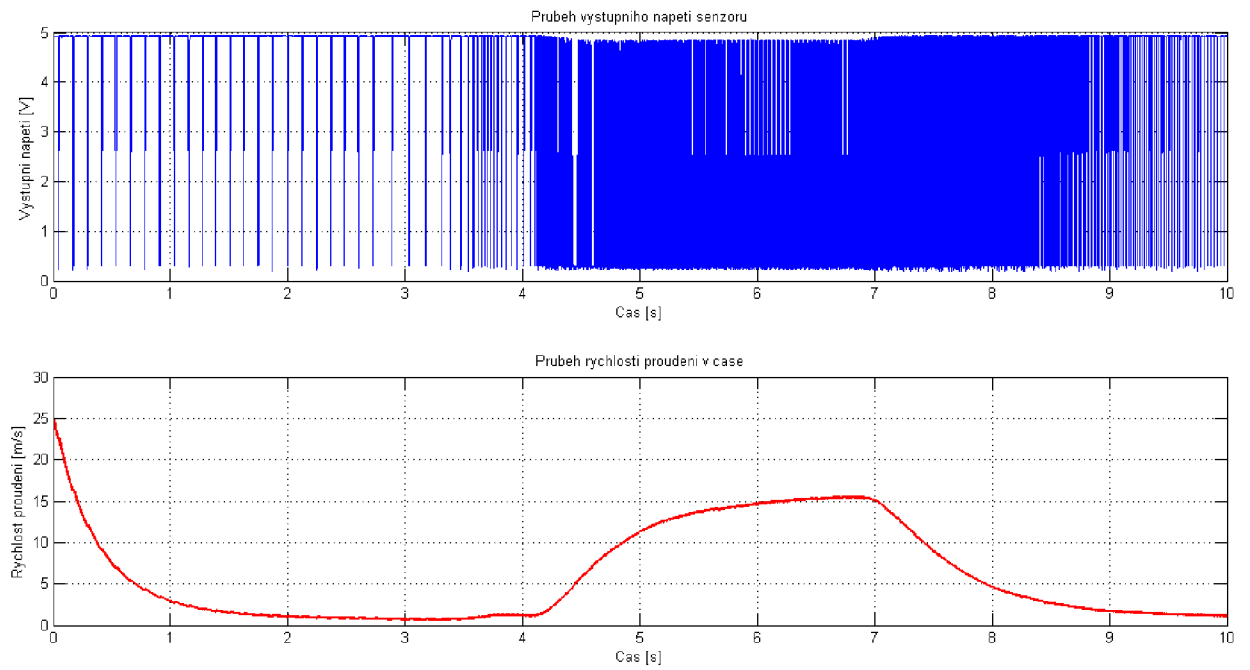 Prubeh vystupniho napeti senzoru
Vystupni napeti [V]
5
4
3
2
1
0
0 1 2 3 4 5 6 7 8 9 10
Cas [s]
Prubeh rychlosti proudeni v case
Rychlost proudeni [m/s]
30
25
20
15
10
5
0
0 1 2 3 4 5 6 7 8 9 10
Cas [s]